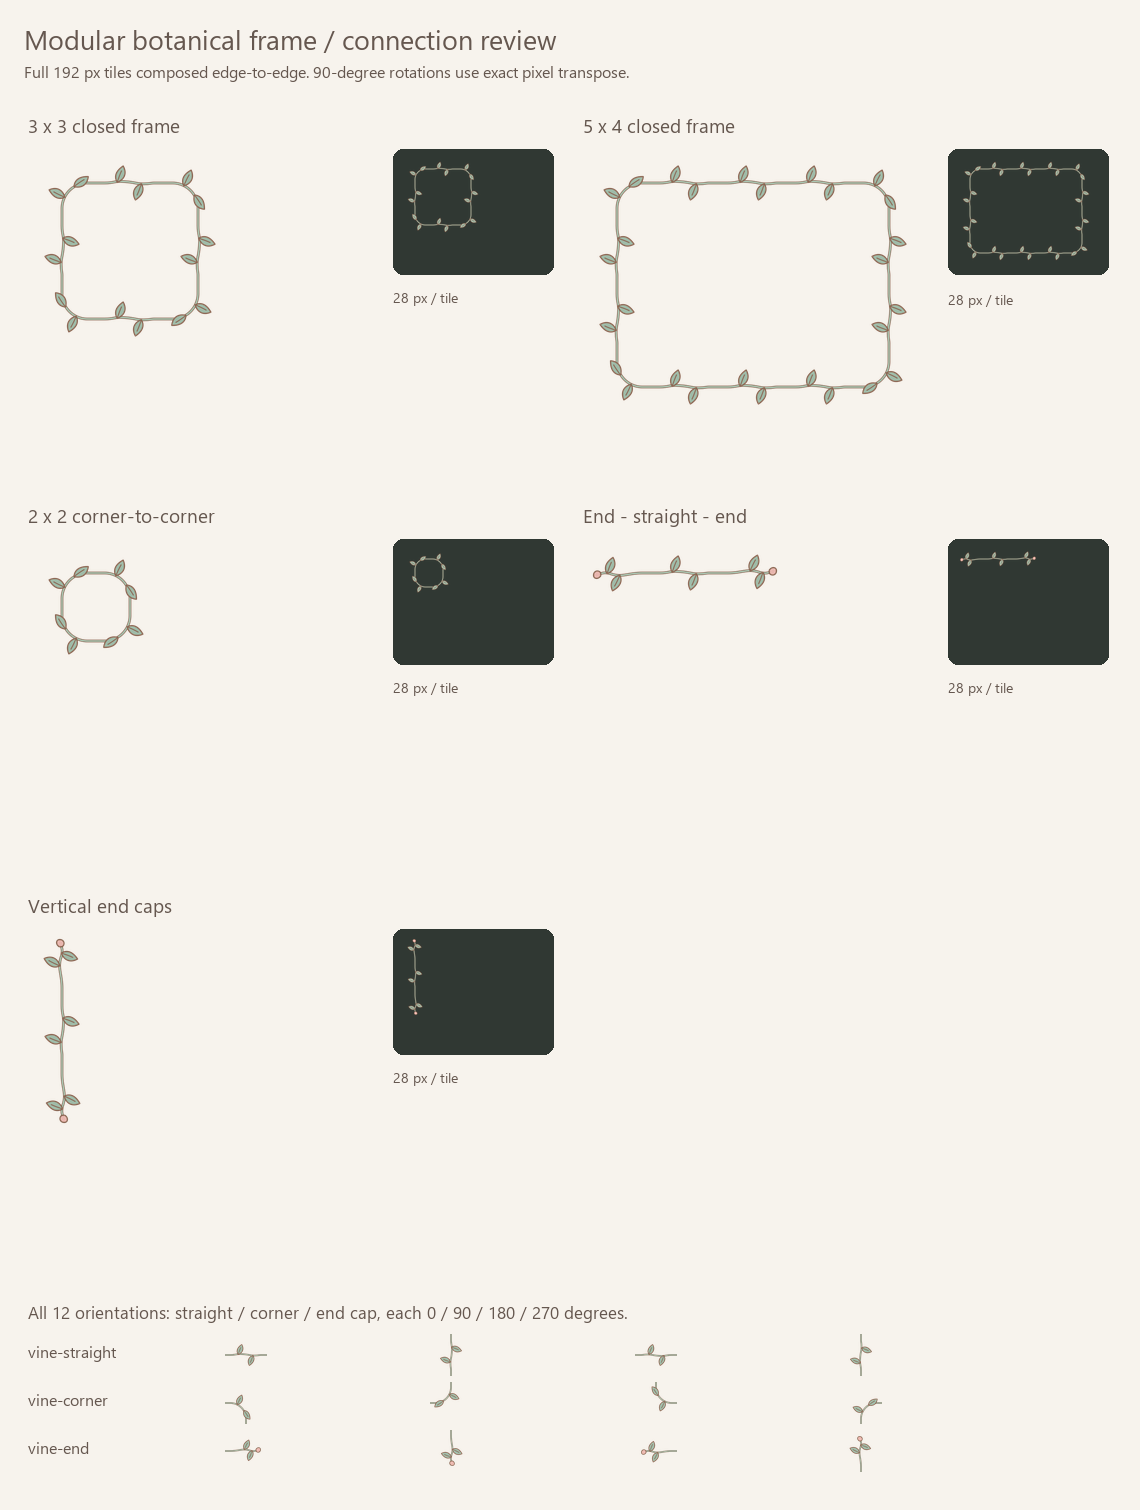 Modular botanical frame / connection review
Full 192 px tiles composed edge-to-edge. 90-degree rotations use exact pixel transpose.
3 x 3 closed frame
28 px / tile
5 x 4 closed frame
28 px / tile
2 x 2 corner-to-corner
28 px / tile
End - straight - end
28 px / tile
Vertical end caps
28 px / tile
All 12 orientations: straight / corner / end cap, each 0 / 90 / 180 / 270 degrees.
vine-straight
vine-corner
vine-end